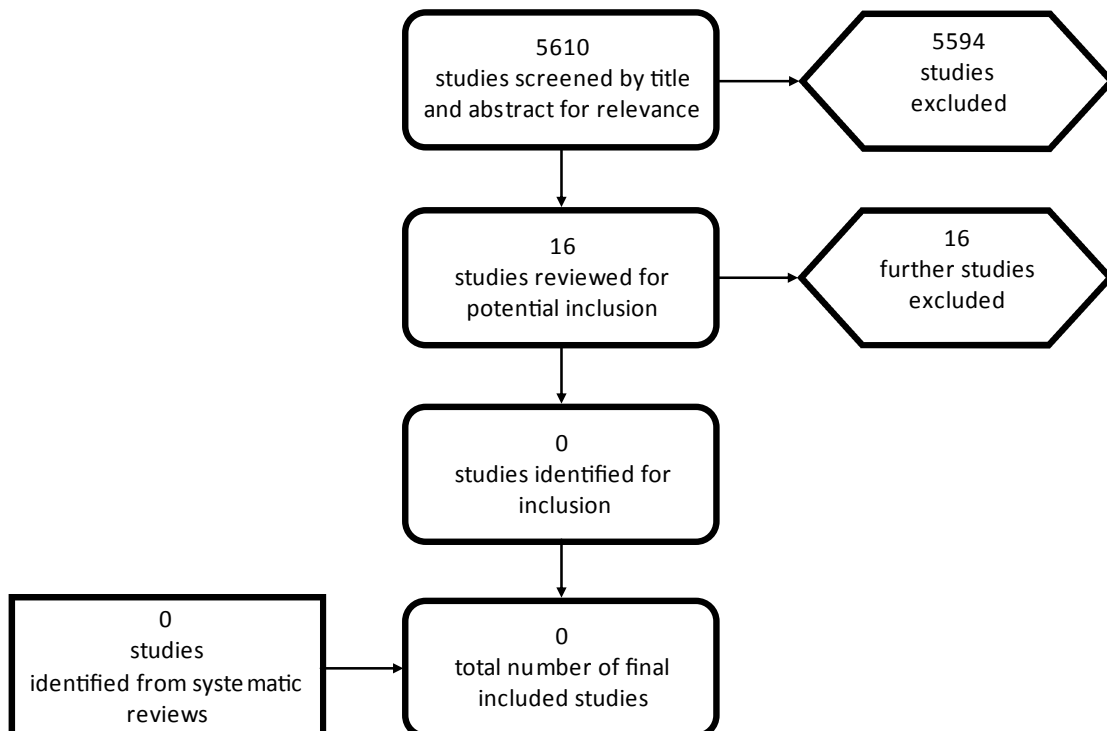 5610
studies screened by title
and abstract for relevance
5594
studies
excluded
16
studies reviewed for
potential inclusion
16
further studies
excluded
0
studies identified for
inclusion
0
studies
identified from systematic
reviews
0
total number of final
included studies